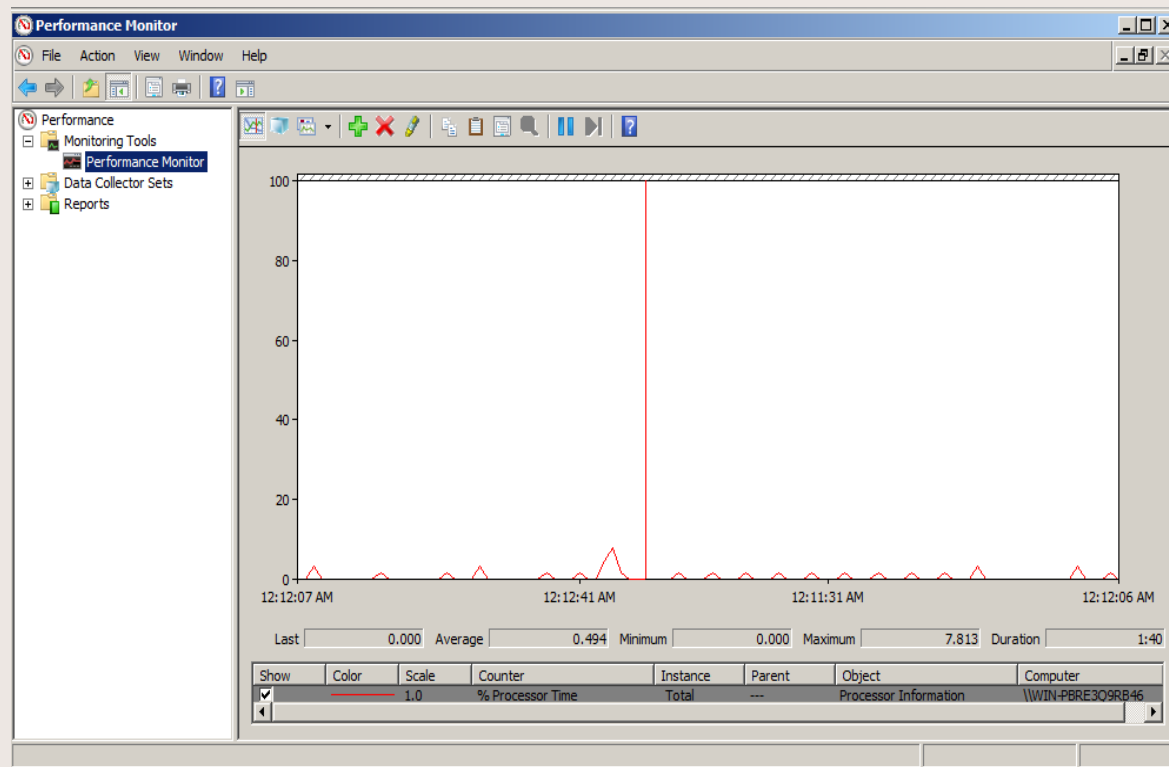 Performance Monitor
File Action View Window Help
Performance
Monitoring Tools
Performance Monitor
Data Collector Sets
Reports
100
80
60
40
20
0
12:12:07 AM 12:12:41 AM 12:11:31 AM 12:12:06 AM
Last 0.000 Average 0.494 Minimum 0.000 Maximum 7.813 Duration 1:40
Show Color Scale Counter Instance Parent Object Computer
1.0 % Processor Time Total --- Processor Information \\WIN-PBRE3Q9RB46